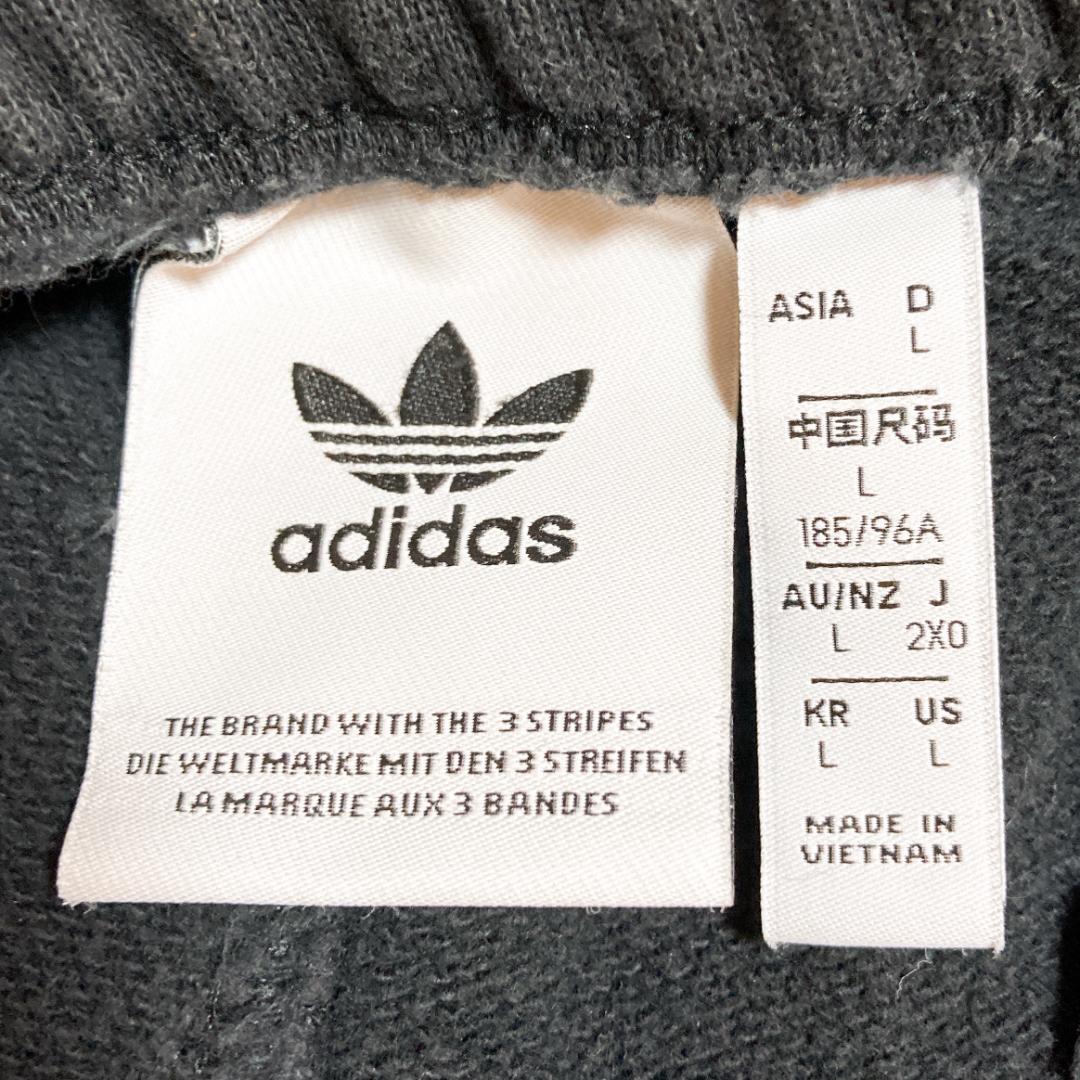 adidas
THE BRAND WITH THE 3 STRIPES
DIE WELTMARKE MIT DEN 3 STREIFEN
LA MARQUE AUX 3 BANDES
ASIA D
L
中国尺码
L
185/96A
AU/NZ J
L 2XO
KR US
L L
MADE IN
VIETNAM